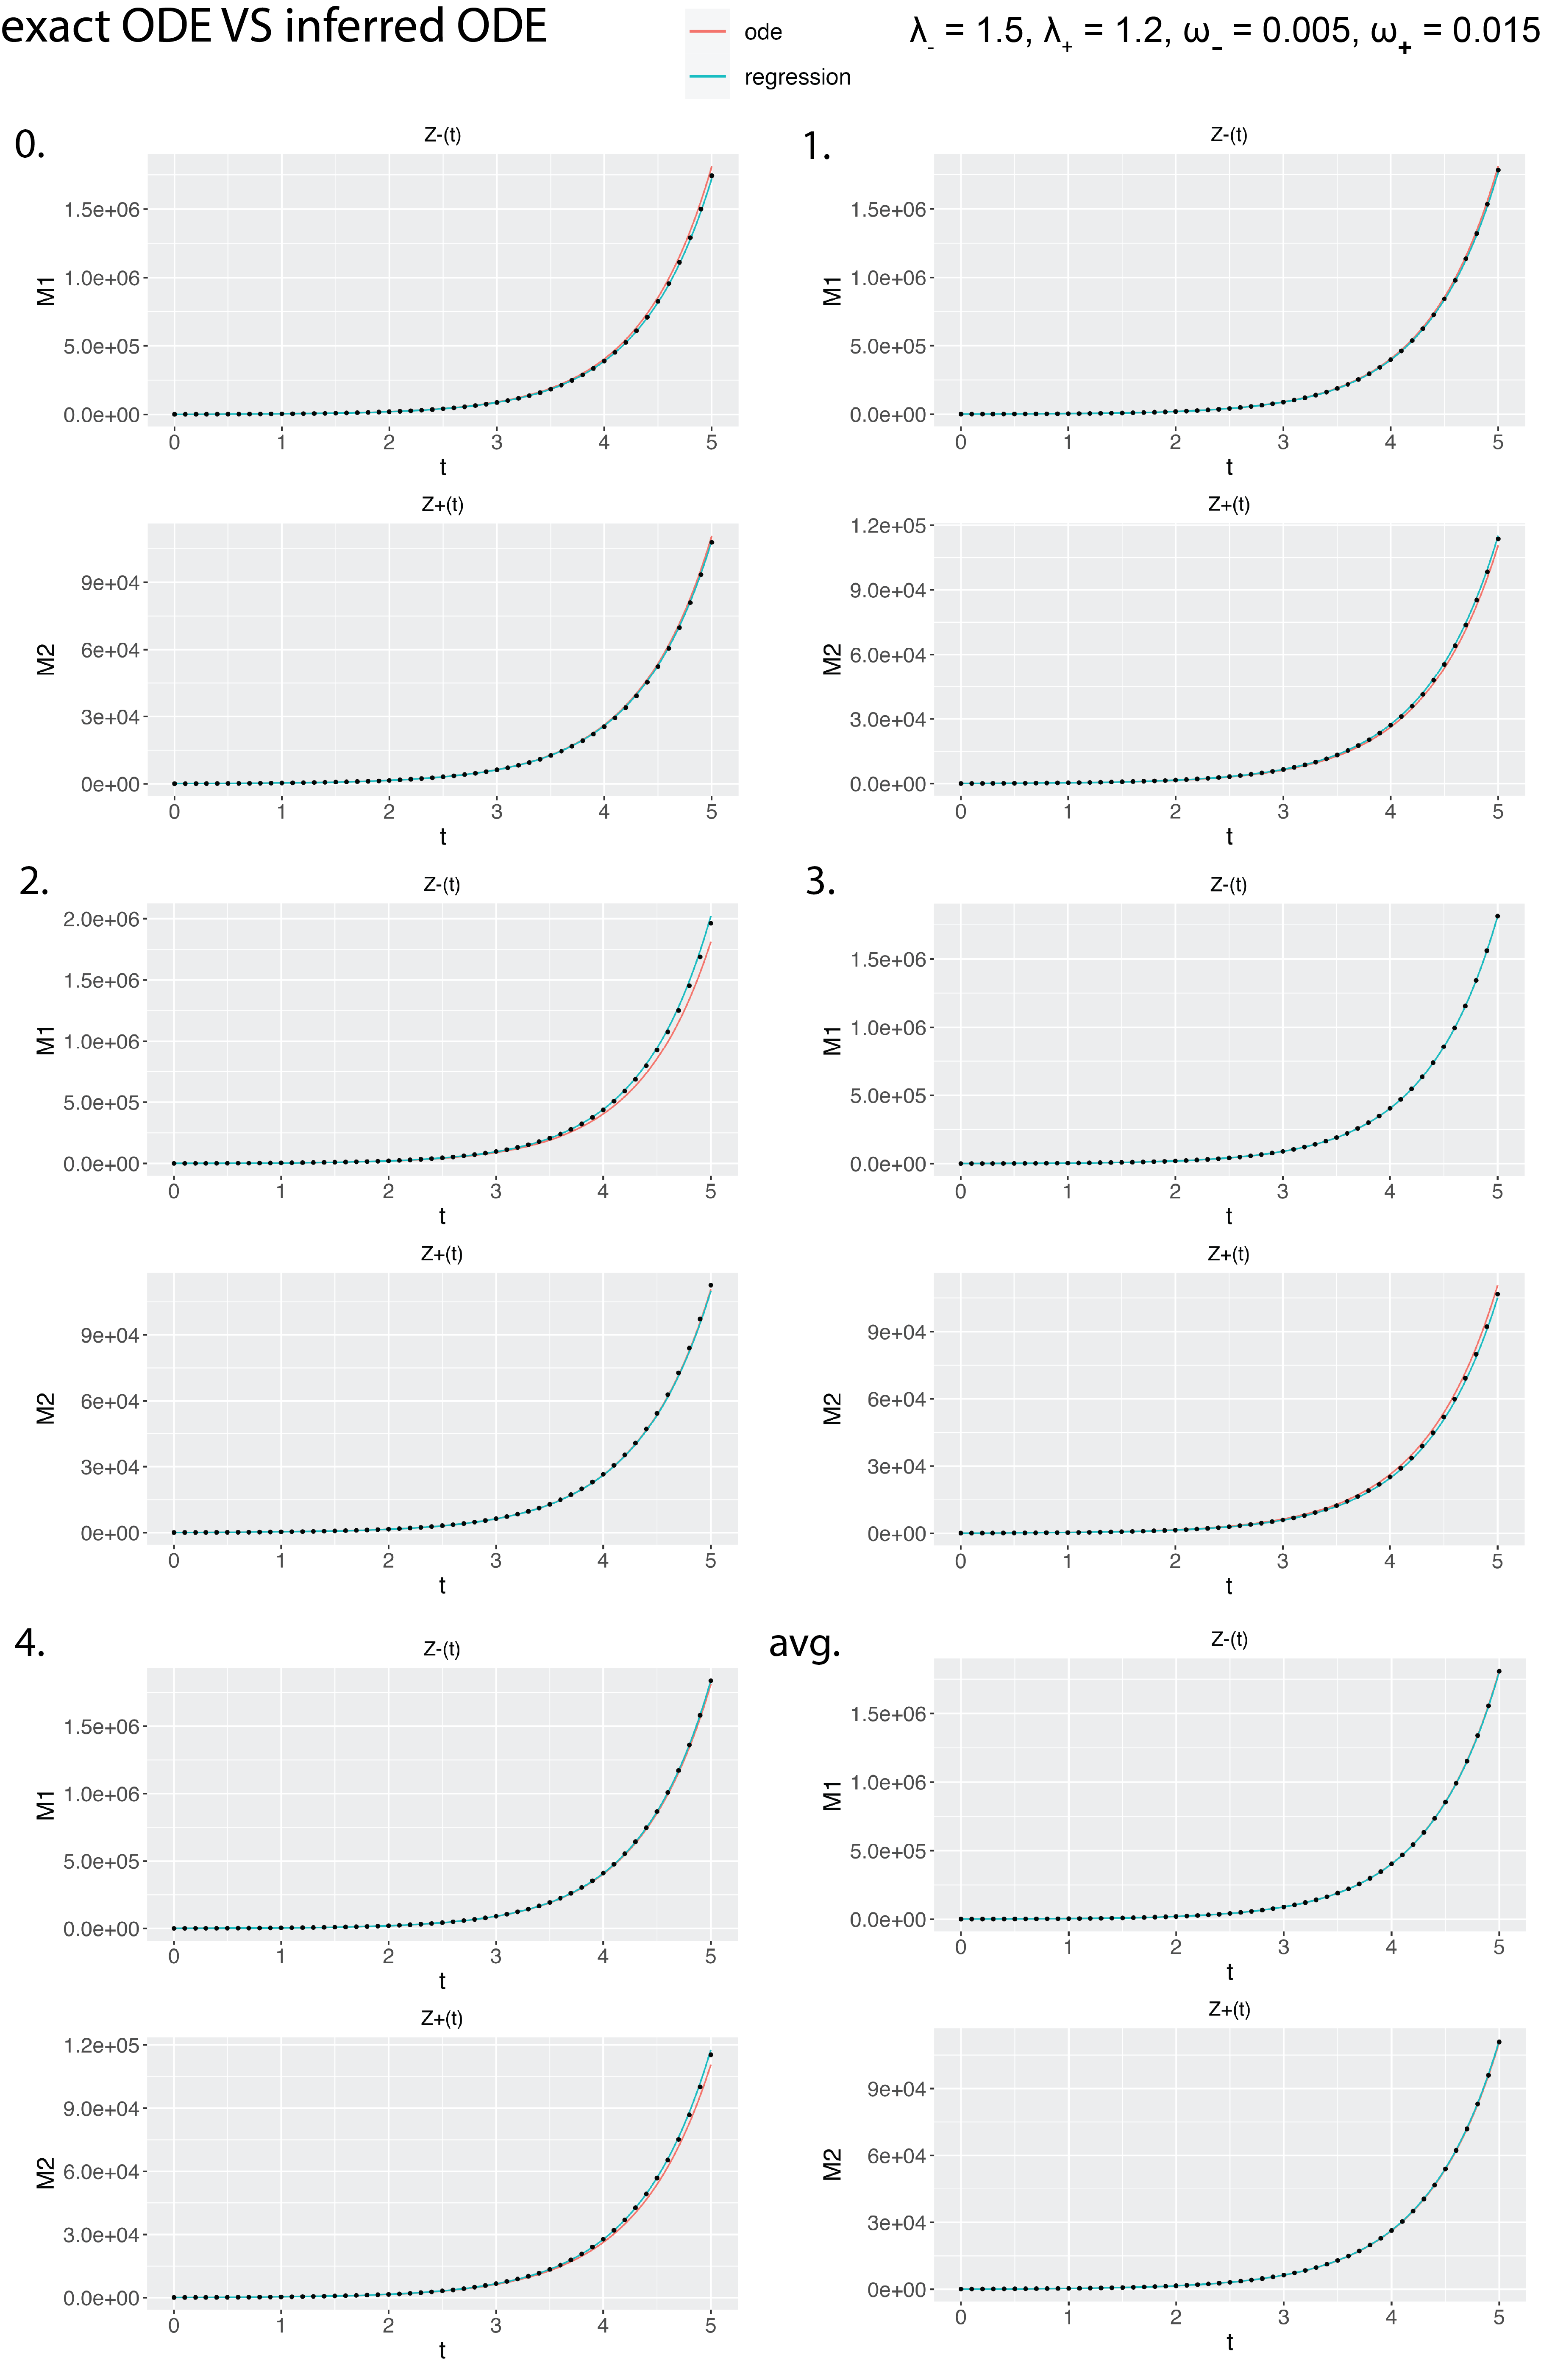 exact ODE VS inferred ODE
ode
regression
λ₋ = 1.5, λ₊ = 1.2, ω₋ = 0.005, ω₊ = 0.015
0.
Z-(t)
M1
1.5e+06
1.0e+06
5.0e+05
0.0e+00
0 1 2 3 4 5
t
Z+(t)
M2
9e+04
6e+04
3e+04
0e+00
0 1 2 3 4 5
t
1.
Z-(t)
M1
1.5e+06
1.0e+06
5.0e+05
0.0e+00
0 1 2 3 4 5
t
Z+(t)
M2
1.2e+05
9.0e+04
6.0e+04
3.0e+04
0.0e+00
0 1 2 3 4 5
t
2.
Z-(t)
M1
2.0e+06
1.5e+06
1.0e+06
5.0e+05
0.0e+00
0 1 2 3 4 5
t
Z+(t)
M2
9e+04
6e+04
3e+04
0e+00
0 1 2 3 4 5
t
3.
Z-(t)
M1
1.5e+06
1.0e+06
5.0e+05
0.0e+00
0 1 2 3 4 5
t
Z+(t)
M2
9e+04
6e+04
3e+04
0e+00
0 1 2 3 4 5
t
4.
Z-(t)
M1
1.5e+06
1.0e+06
5.0e+05
0.0e+00
0 1 2 3 4 5
t
Z+(t)
M2
1.2e+05
9.0e+04
6.0e+04
3.0e+04
0.0e+00
0 1 2 3 4 5
t
avg.
Z-(t)
M1
1.5e+06
1.0e+06
5.0e+05
0.0e+00
0 1 2 3 4 5
t
Z+(t)
M2
9e+04
6e+04
3e+04
0e+00
0 1 2 3 4 5
t